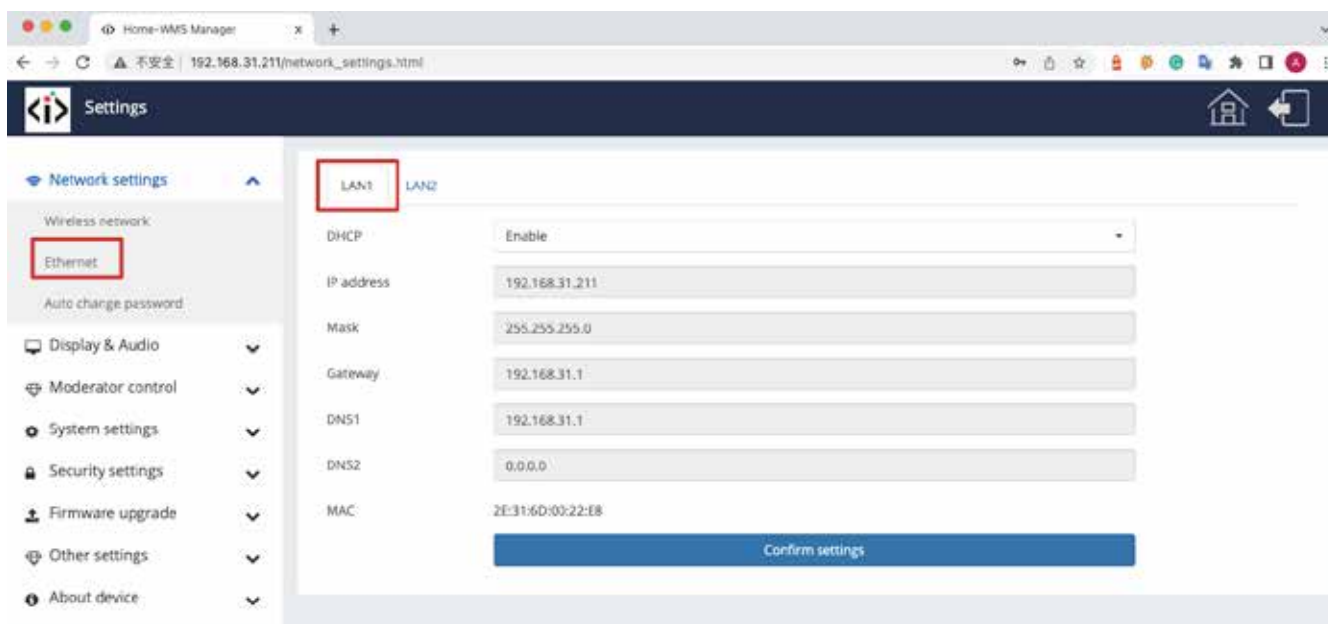 Home-WMS Manager
不安全 192.168.31.211/network_settings.html
A
<i> Settings
Network settings
Wireless network
Ethernet
Auto change password
Display & Audio
Moderator control
System settings
Security settings
Firmware upgrade
Other settings
About device
LAN1 LAN2
DHCP Enable
IP address 192.168.31.211
Mask 255.255.255.0
Gateway 192.168.31.1
DNS1 192.168.31.1
DNS2 0.0.0.0
MAC 2E:31:6D:00:22:E8
Confirm settings